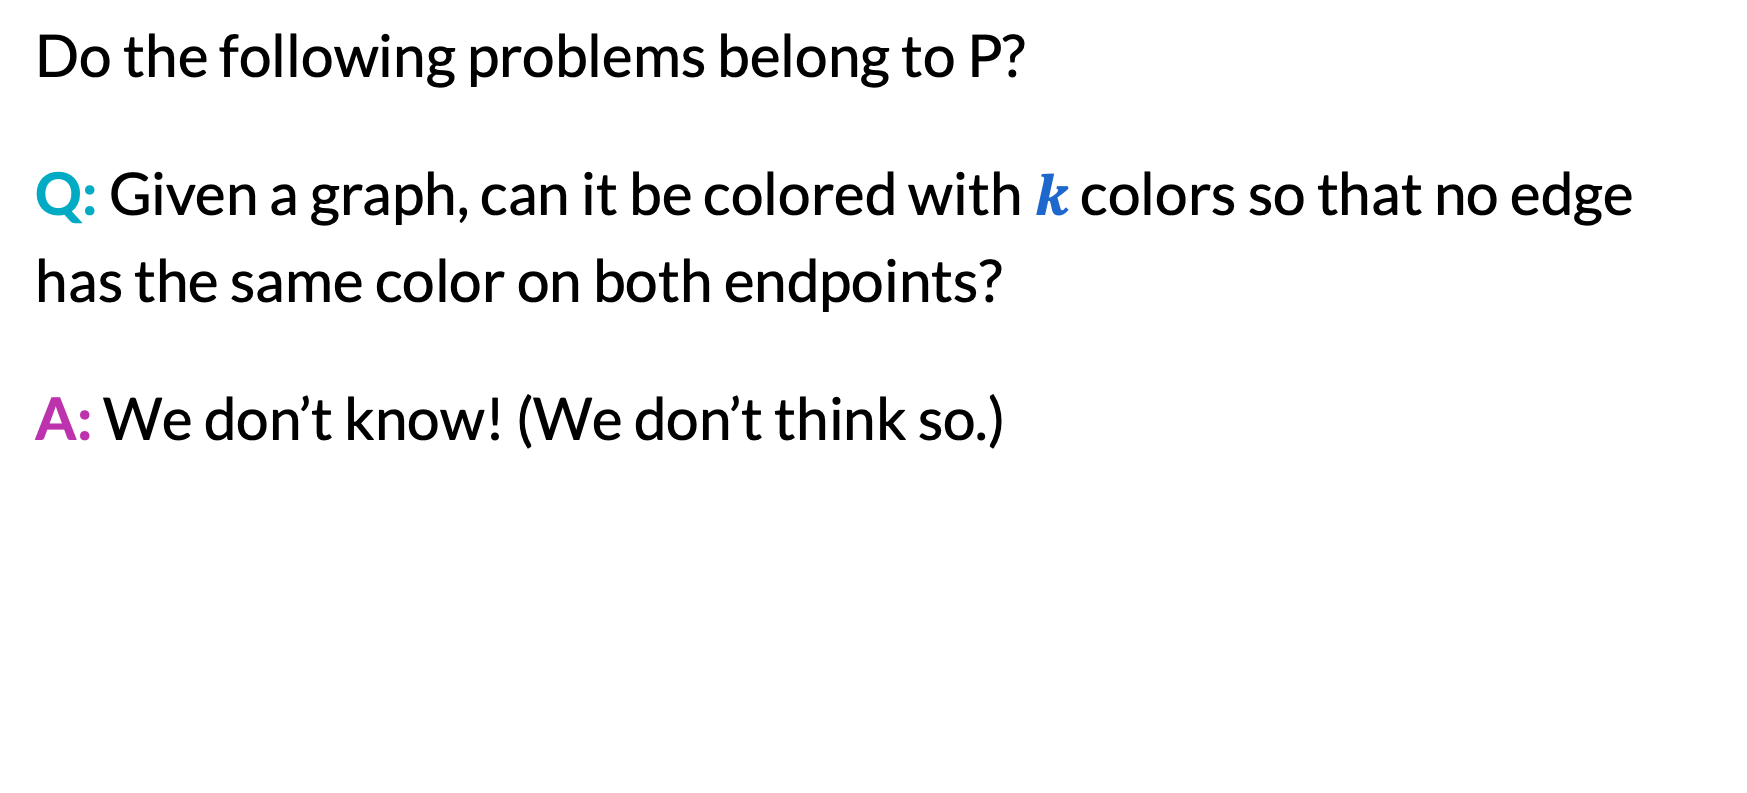 Do the following problems belong to P?
Q: Given a graph, can it be colored with k colors so that no edge
has the same color on both endpoints?
A: We don’t know! (We don’t think so.)